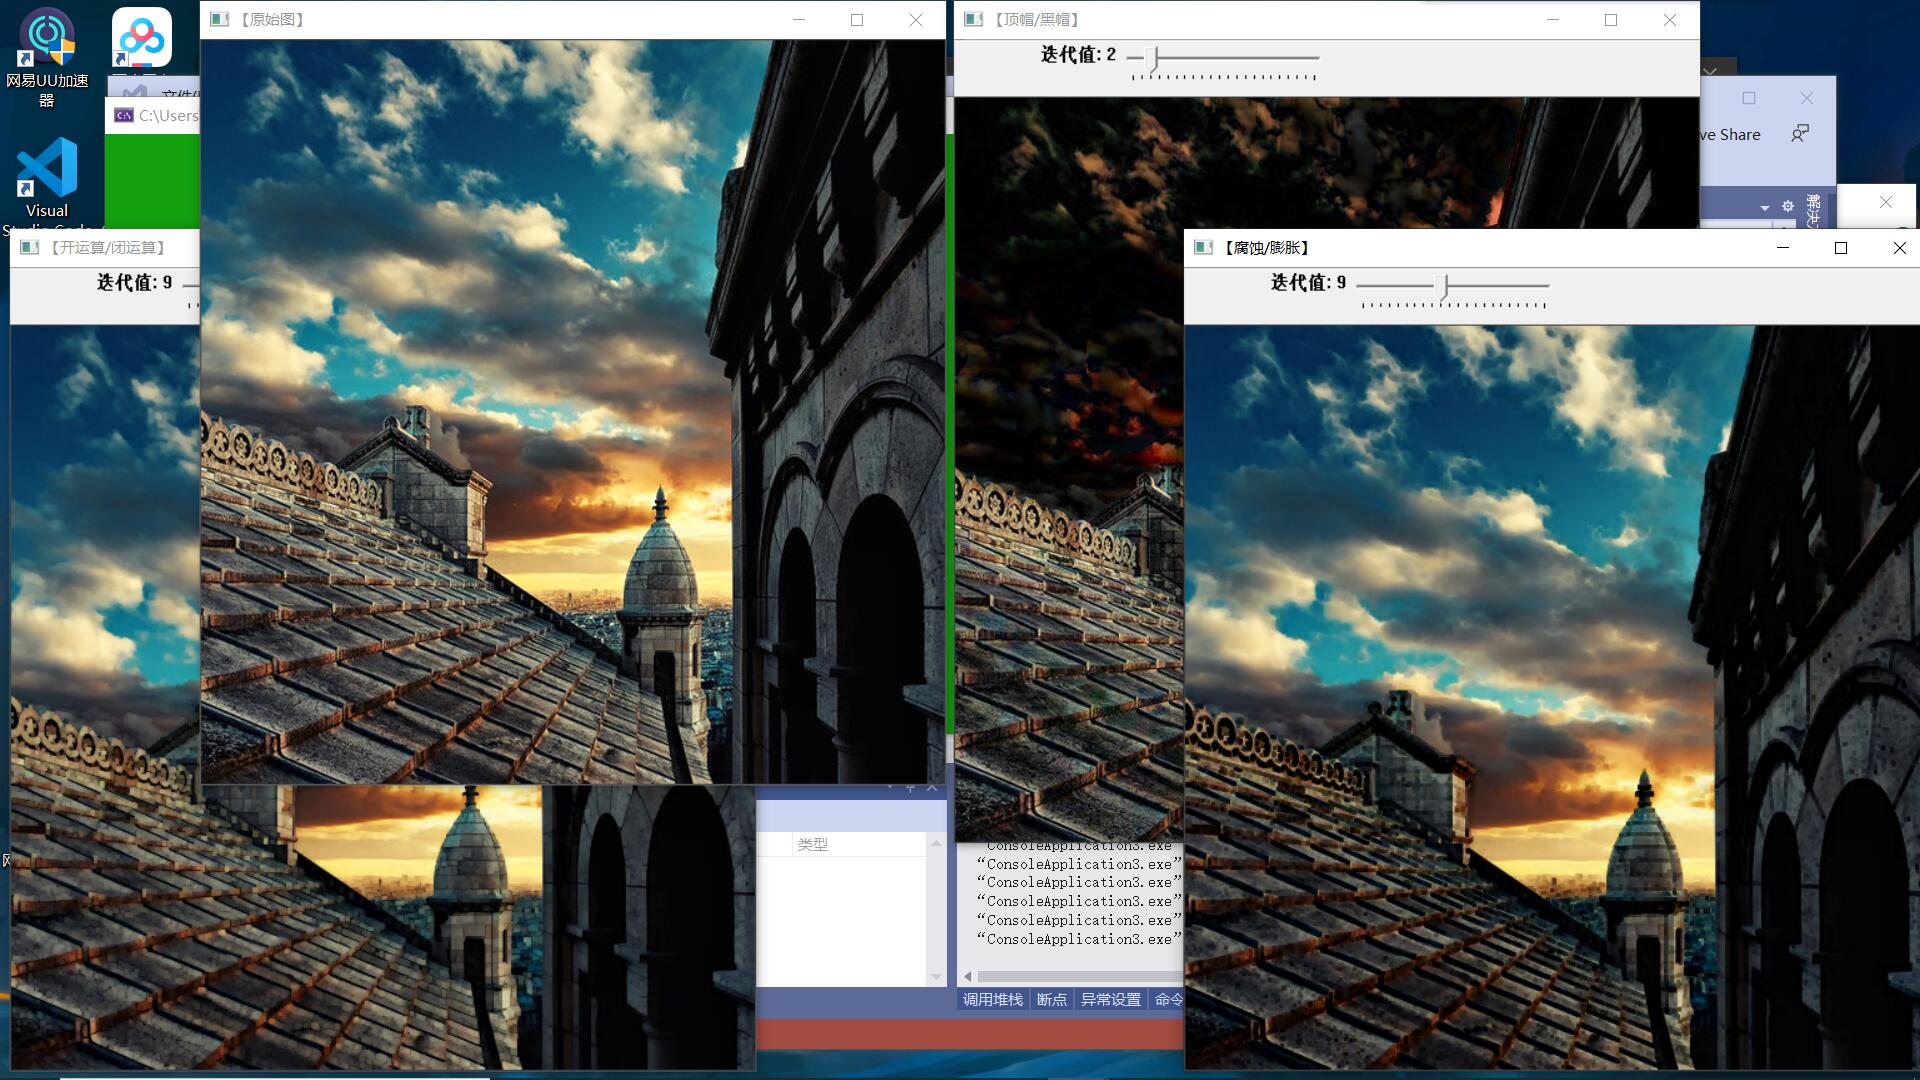 网易UU加速
器
Visual
C:\Users
【原始图】
【顶帽/黑帽】
迭代值: 2
ve Share
解决
【开运算/闭运算】
迭代值: 9
【腐蚀/膨胀】
迭代值: 9
类型
“ConsoleApplication3.exe”
“ConsoleApplication3.exe”
“ConsoleApplication3.exe”
“ConsoleApplication3.exe”
“ConsoleApplication3.exe”
“ConsoleApplication3.exe”
调用堆栈 断点 异常设置 命令